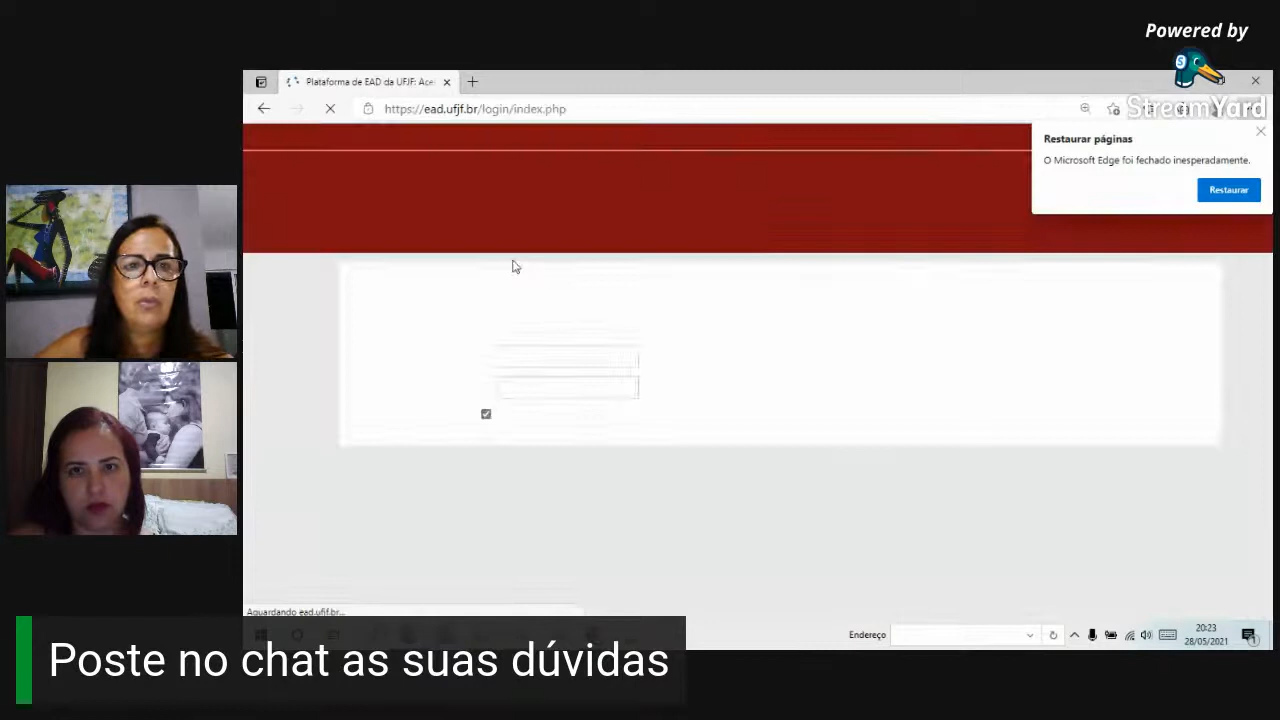 Powered by
StreamYard
Plataforma de EAD da UFJF: Ace
https://ead.ufjf.br/login/index.php
Restaurar páginas
O Microsoft Edge foi fechado inesperadamente.
Restaurar
Aguardando ead.ufjf.br...
Endereço
20:23
28/05/2021
Poste no chat as suas dúvidas